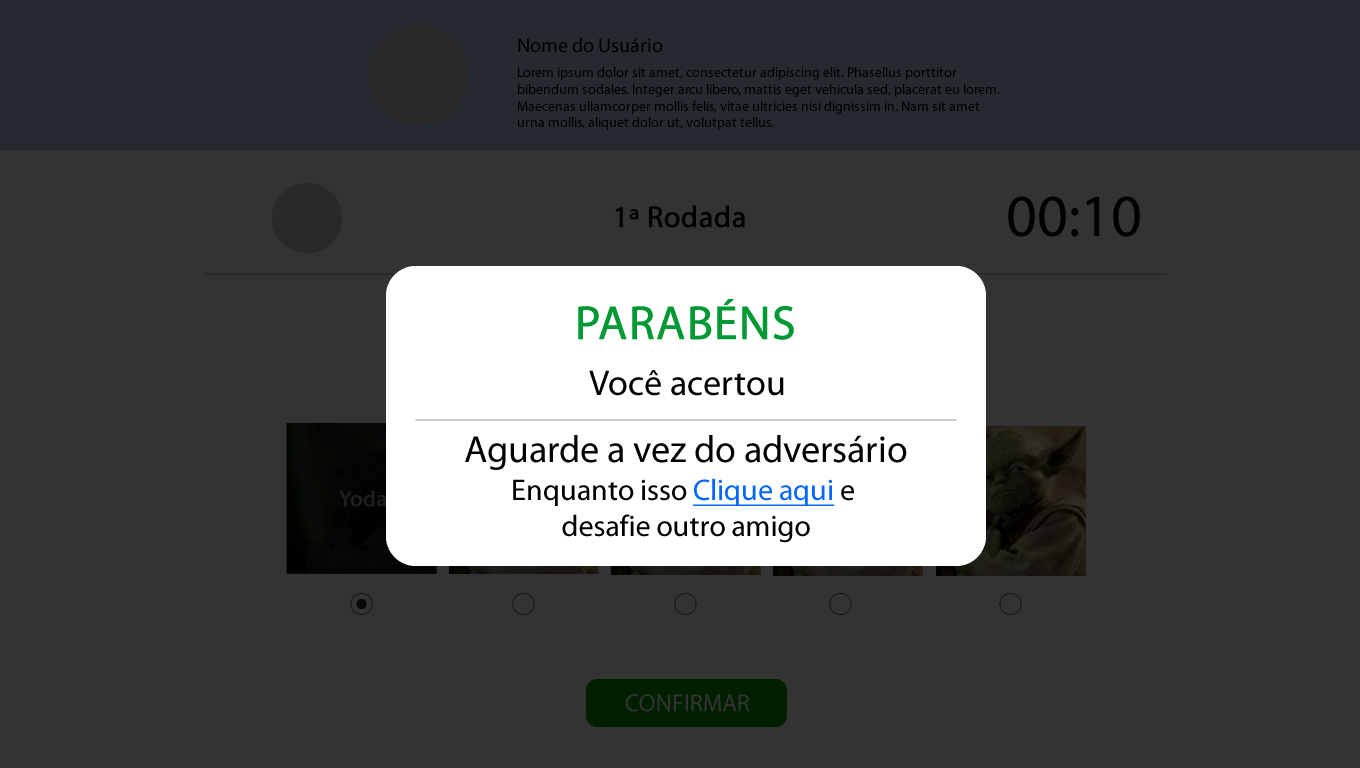 Nome do Usuário
Lorem ipsum dolor sit amet, consectetur adipiscing elit. Phasellus porttitor
bibendum sodales. Integer arcu libero, mattis eget vehicula sed, placerat eu lorem.
Maecenas ullamcorper mollis felis, vitae ultricies nisi dignissim in. Nam sit amet
urna mollis, aliquet dolor ut, volutpat tellus.
1ª Rodada
00:10
PARABÉNS
Você acertou
Aguarde a vez do adversário
Enquanto isso Clique aqui e
desafie outro amigo
Yoda
CONFIRMAR